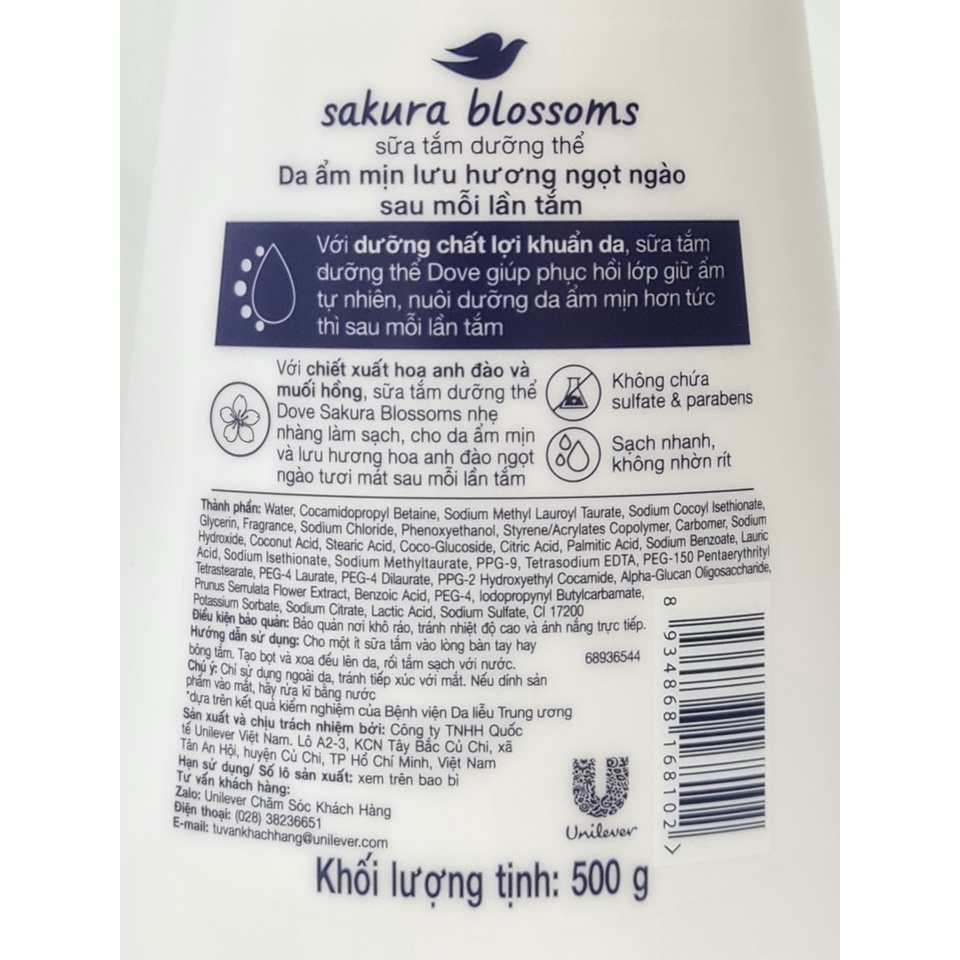 sakura blossoms
sữa tắm dưỡng thể
Da ẩm mịn lưu hương ngọt ngào
sau mỗi lần tắm
Với dưỡng chất lợi khuẩn da, sữa tắm
dưỡng thể Dove giúp phục hồi lớp giữ ẩm
tự nhiên, nuôi dưỡng da ẩm mịn hơn tức
thì sau mỗi lần tắm
Với chiết xuất hoa anh đào và
muối hồng, sữa tắm dưỡng thể
Dove Sakura Blossoms nhẹ
nhàng làm sạch, cho da ẩm mịn
và lưu hương hoa anh đào ngọt
ngào tươi mát sau mỗi lần tắm
Không chứa
sulfate & parabens
Sạch nhanh,
không nhờn rít
Thành phần: Water, Cocamidopropyl Betaine, Sodium Methyl Lauroyl Taurate, Sodium Cocoyl Isethionate,
Glycerin, Fragrance, Sodium Chloride, Phenoxyethanol, Styrene/Acrylates Copolymer, Carbomer, Sodium
Hydroxide, Coconut Acid, Stearic Acid, Coco-Glucoside, Citric Acid, Palmitic Acid, Sodium Benzoate, Lauric
Acid, Sodium Isethionate, Sodium Methyltaurate, PPG-9, Tetrasodium EDTA, PEG-150 Pentaerythrityl
Tetrastearate, PEG-4 Laurate, PEG-4 Dilaurate, PPG-2 Hydroxyethyl Cocamide, Alpha-Glucan Oligosaccharide,
Prunus Serrulata Flower Extract, Benzoic Acid, PEG-4, Iodopropynyl Butylcarbamate,
Potassium Sorbate, Sodium Citrate, Lactic Acid, Sodium Sulfate, CI 17200
Điều kiện bảo quản: Bảo quản nơi khô ráo, tránh nhiệt độ cao và ánh nắng trực tiếp.
Hướng dẫn sử dụng: Cho một ít sữa tắm vào lòng bàn tay hay
bông tắm. Tạo bọt và xoa đều lên da, rồi tắm sạch với nước.
68936544
Chú ý: Chỉ sử dụng ngoài da, tránh tiếp xúc với mắt. Nếu dính sản
phẩm vào mắt, hãy rửa kĩ bằng nước
*dựa trên kết quả kiểm nghiệm của Bệnh viện Da liễu Trung ương
Sản xuất và chịu trách nhiệm bởi: Công ty TNHH Quốc
tế Unilever Việt Nam. Lô A2-3, KCN Tây Bắc Củ Chi, xã
Tân An Hội, huyện Củ Chi, TP Hồ Chí Minh, Việt Nam
Hạn sử dụng/ Số lô sản xuất: xem trên bao bì
Tư vấn khách hàng:
Zalo: Unilever Chăm Sóc Khách Hàng
Điện thoại: (028) 38236651
E-mail: tuvankhachhang@unilever.com
Unilever
8 934868 168102 >
Khối lượng tịnh: 500 g